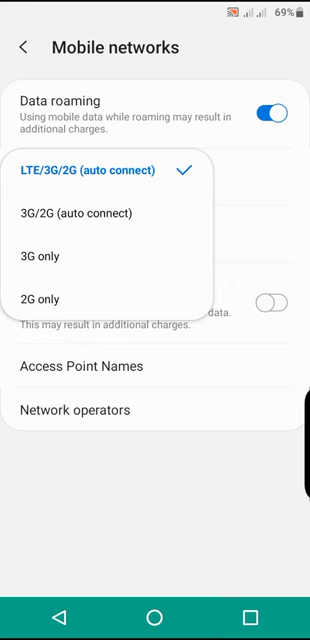 69%
Mobile networks
Data roaming
Using mobile data while roaming may result in
additional charges.
LTE/3G/2G (auto connect)
3G/2G (auto connect)
3G only
2G only
data.
This may result in additional charges.
Access Point Names
Network operators